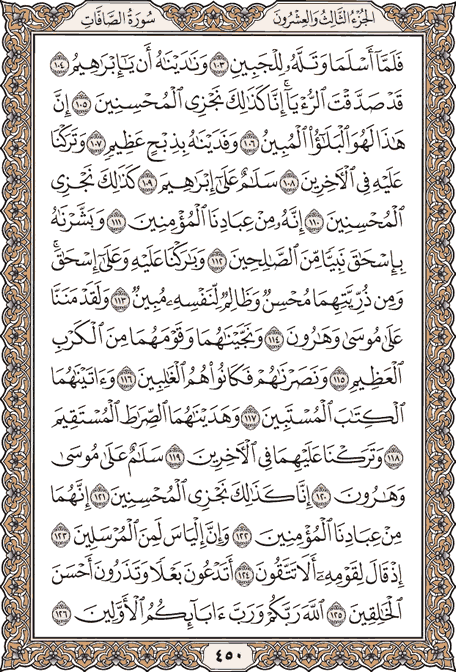 الجزء الثالث والعشرون
سورة الصافات
فَلَمَّا أَسْلَمَا وَتَلَّهُۥ لِلْجَبِينِ ١٠٣ وَنَٰدَيْنَٰهُ أَن يَٰٓإِبْرَٰهِيمُ ١٠٤
قَدْ صَدَّقْتَ ٱلرُّءْيَآۚ إِنَّا كَذَٰلِكَ نَجْزِى ٱلْمُحْسِنِينَ ١٠٥ إِنَّ
هَٰذَا لَهُوَ ٱلْبَلَٰٓؤُا۟ ٱلْمُبِينُ ١٠٦ وَفَدَيْنَٰهُ بِذِبْحٍ عَظِيمٍ ١٠٧ وَتَرَكْنَا
عَلَيْهِ فِى ٱلْءَاخِرِينَ ١٠٨ سَلَٰمٌ عَلَىٰٓ إِبْرَٰهِيمَ ١٠٩ كَذَٰلِكَ نَجْزِى
ٱلْمُحْسِنِينَ ١١٠ إِنَّهُۥ مِنْ عِبَادِنَا ٱلْمُؤْمِنِينَ ١١١ وَبَشَّرْنَٰهُ
بِإِسْحَٰقَ نَبِيًّا مِّنَ ٱلصَّٰلِحِينَ ١١٢ وَبَٰرَكْنَا عَلَيْهِ وَعَلَىٰٓ إِسْحَٰقَۚ
وَمِن ذُرِّيَّتِهِمَا مُحْسِنٌ وَظَالِمٌ لِّنَفْسِهِۦ مُبِينٌ ١١٣ وَلَقَدْ مَنَنَّا
عَلَىٰ مُوسَىٰ وَهَٰرُونَ ١١٤ وَنَجَّيْنَٰهُمَا وَقَوْمَهُمَا مِنَ ٱلْكَرْبِ
ٱلْعَظِيمِ ١١٥ وَنَصَرْنَٰهُمْ فَكَانُوا۟ هُمُ ٱلْغَٰلِبِينَ ١١٦ وَءَاتَيْنَٰهُمَا
ٱلْكِتَٰبَ ٱلْمُسْتَبِينَ ١١٧ وَهَدَيْنَٰهُمَا ٱلصِّرَٰطَ ٱلْمُسْتَقِيمَ
١١٨ وَتَرَكْنَا عَلَيْهِمَا فِى ٱلْءَاخِرِينَ ١١٩ سَلَٰمٌ عَلَىٰ مُوسَىٰ
وَهَٰرُونَ ١٢٠ إِنَّا كَذَٰلِكَ نَجْزِى ٱلْمُحْسِنِينَ ١٢١ إِنَّهُمَا
مِنْ عِبَادِنَا ٱلْمُؤْمِنِينَ ١٢٢ وَإِنَّ إِلْيَاسَ لَمِنَ ٱلْمُرْسَلِينَ ١٢٣
إِذْ قَالَ لِقَوْمِهِۦٓ أَلَا تَتَّقُونَ ١٢٤ أَتَدْعُونَ بَعْلًا وَتَذَرُونَ أَحْسَنَ
ٱلْخَٰلِقِينَ ١٢٥ ٱللَّهَ رَبَّكُمْ وَرَبَّ ءَابَآئِكُمُ ٱلْأَوَّلِينَ ١٢٦
٤٥٠